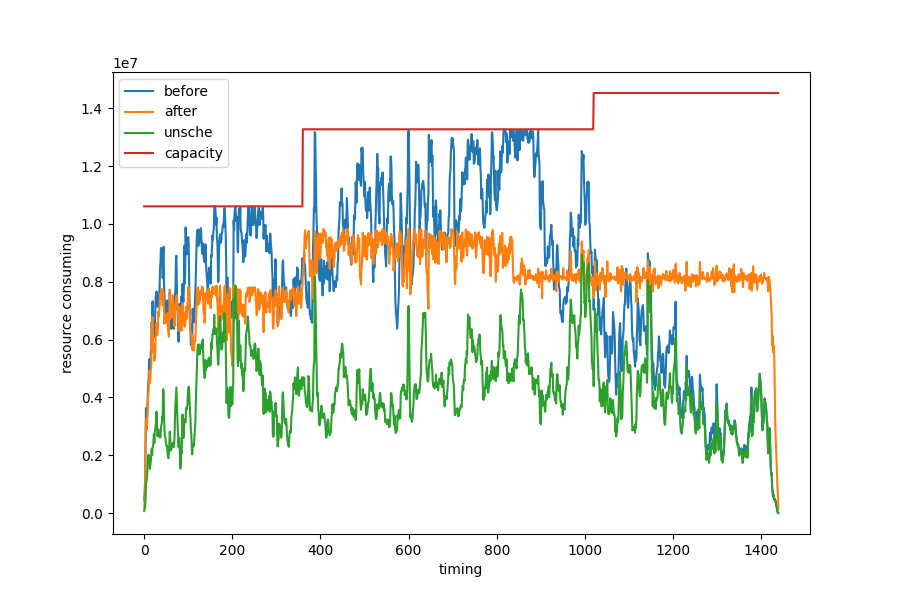 1e7
before
after
unsche
capacity
1.4
1.2
1.0
0.8
0.6
0.4
0.2
0.0
resource consuming
0 200 400 600 800 1000 1200 1400
timing